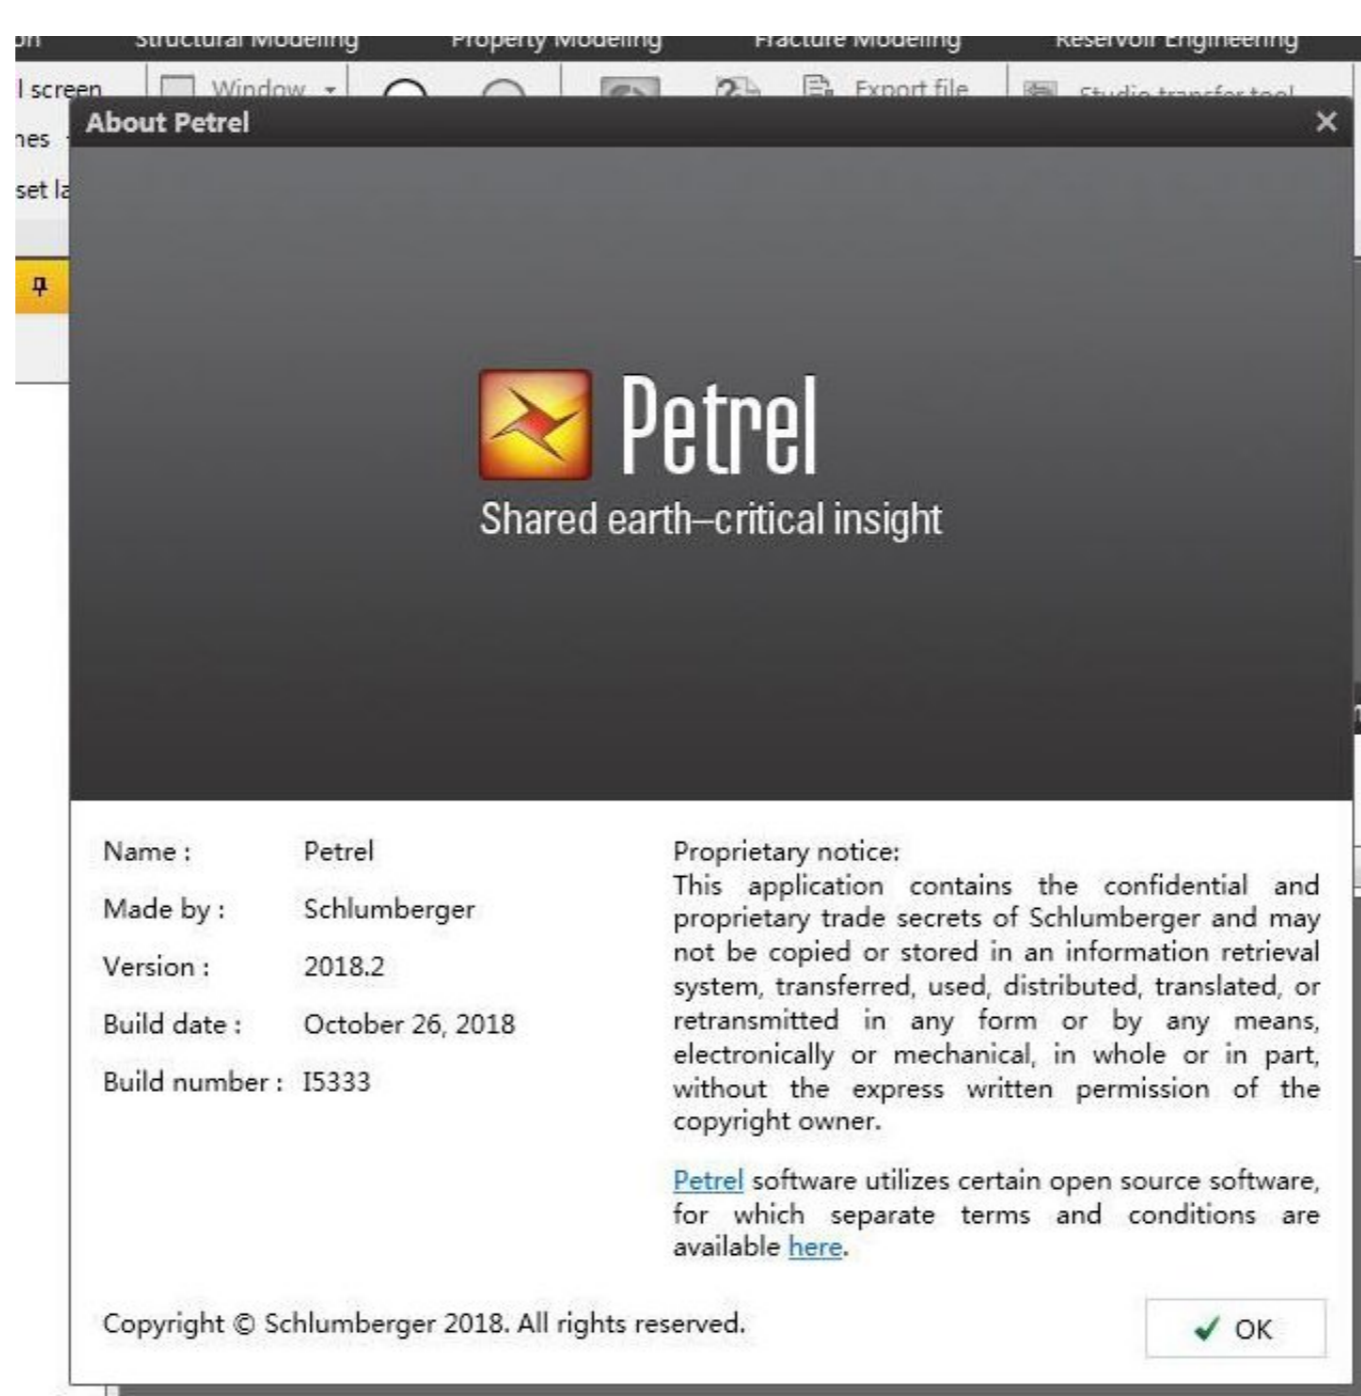 Structural Modeling Property Modeling Fracture Modeling Reservoir Engineering
screen Window Export file Studio transfer tool
set
About Petrel
Petrel
Shared earth–critical insight
Name : Petrel
Made by : Schlumberger
Version : 2018.2
Build date : October 26, 2018
Build number : I5333
Proprietary notice:
This application contains the confidential and
proprietary trade secrets of Schlumberger and may
not be copied or stored in an information retrieval
system, transferred, used, distributed, translated, or
retransmitted in any form or by any means,
electronically or mechanical, in whole or in part,
without the express written permission of the
copyright owner.
Petrel software utilizes certain open source software,
for which separate terms and conditions are
available here.
Copyright © Schlumberger 2018. All rights reserved.
OK